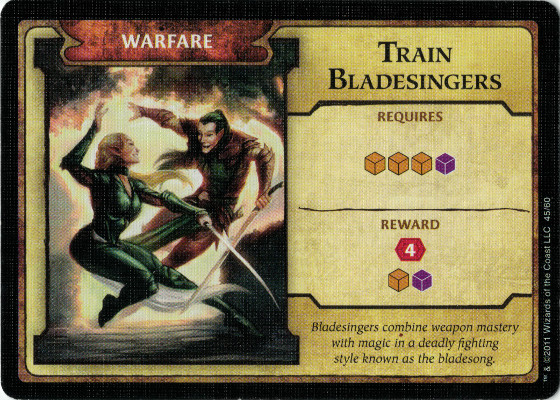 WARFARE
TRAIN
BLADESINGERS
REQUIRES
REWARD
4
Bladesingers combine weapon mastery
with magic in a deadly fighting
style known as the bladesong.
™ & ©2011 Wizards of the Coast LLC 45/60